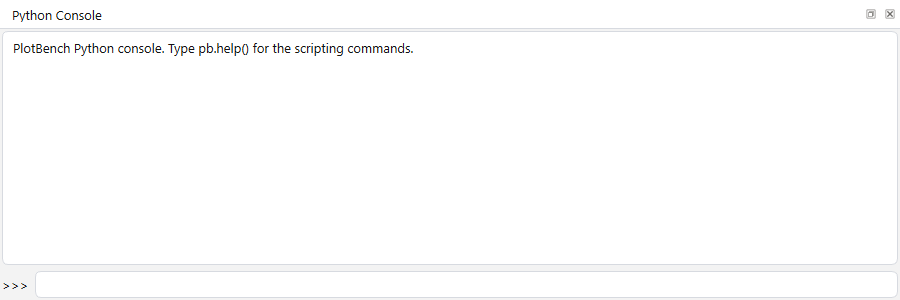 Python Console
PlotBench Python console. Type pb.help() for the scripting commands.
>>>